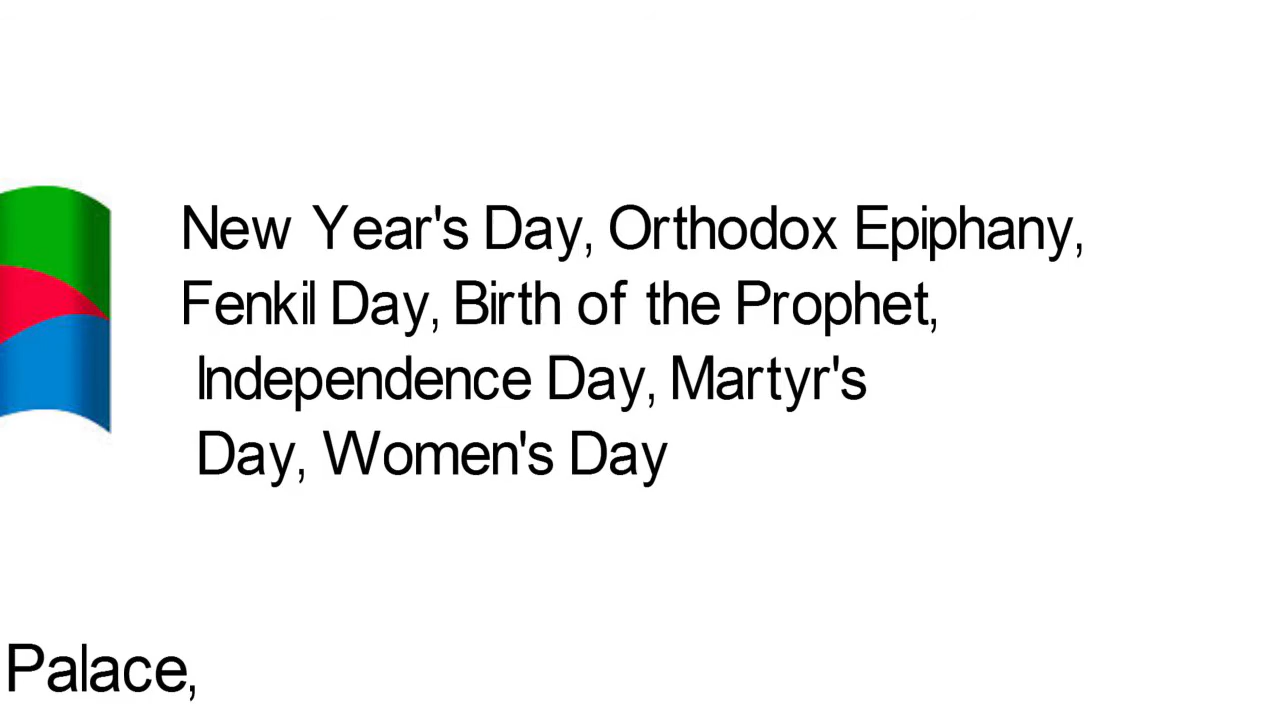 New Year's Day, Orthodox Epiphany,
Fenkil Day, Birth of the Prophet,
Independence Day, Martyr's
Day, Women's Day
Palace,